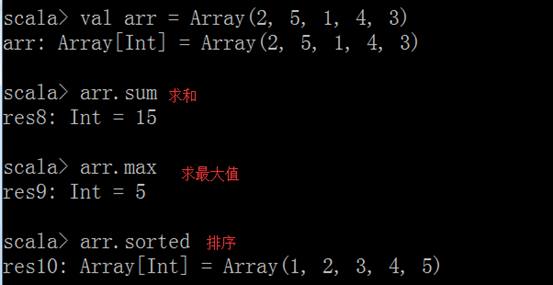 scala> val arr = Array(2, 5, 1, 4, 3)
arr: Array[Int] = Array(2, 5, 1, 4, 3)
scala> arr.sum 求和
res8: Int = 15
scala> arr.max 求最大值
res9: Int = 5
scala> arr.sorted 排序
res10: Array[Int] = Array(1, 2, 3, 4, 5)